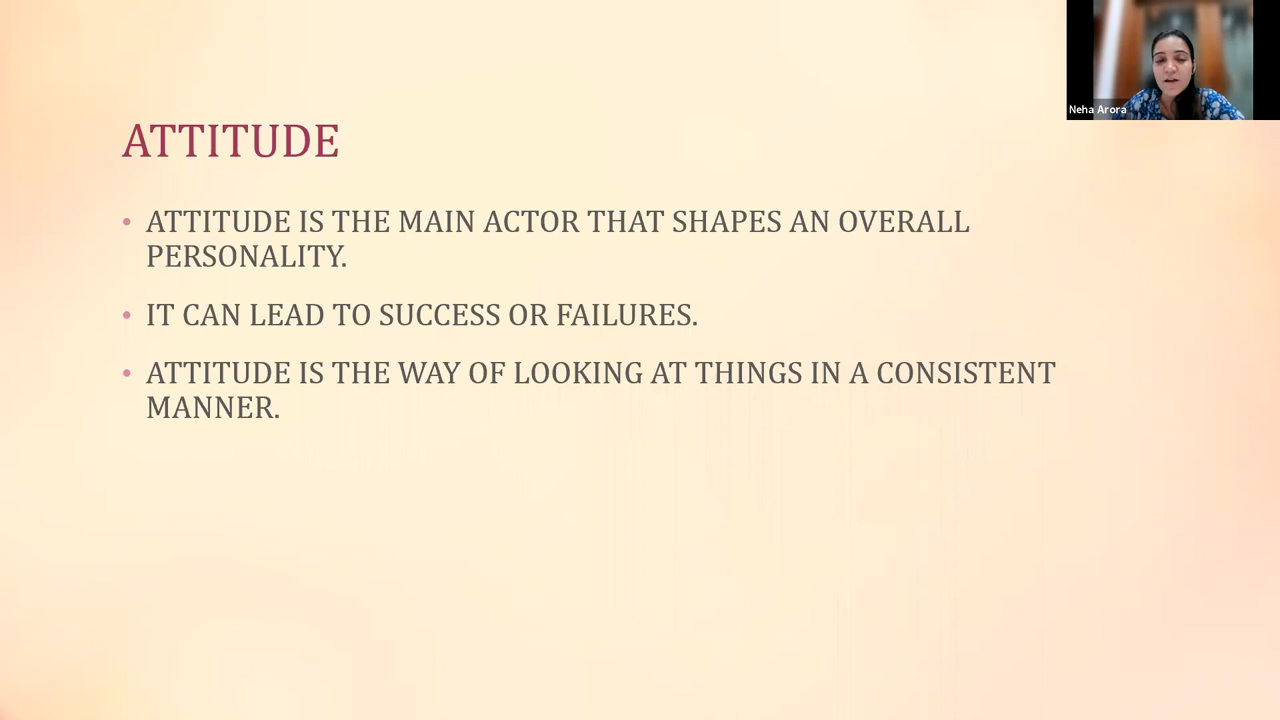 ATTITUDE
• ATTITUDE IS THE MAIN ACTOR THAT SHAPES AN OVERALL
PERSONALITY.
• IT CAN LEAD TO SUCCESS OR FAILURES.
• ATTITUDE IS THE WAY OF LOOKING AT THINGS IN A CONSISTENT
MANNER.
Neha Arora